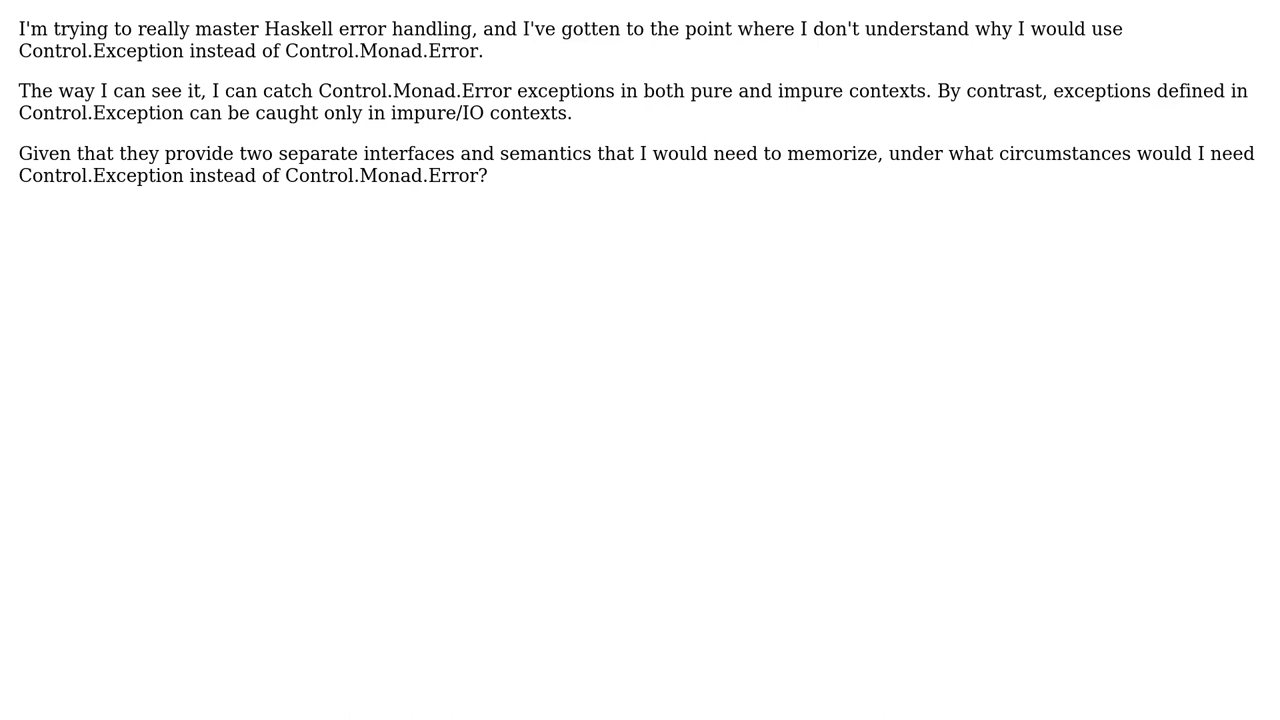 I'm trying to really master Haskell error handling, and I've gotten to the point where I don't understand why I would use
Control.Exception instead of Control.Monad.Error.
The way I can see it, I can catch Control.Monad.Error exceptions in both pure and impure contexts. By contrast, exceptions defined in
Control.Exception can be caught only in impure/IO contexts.
Given that they provide two separate interfaces and semantics that I would need to memorize, under what circumstances would I need
Control.Exception instead of Control.Monad.Error?